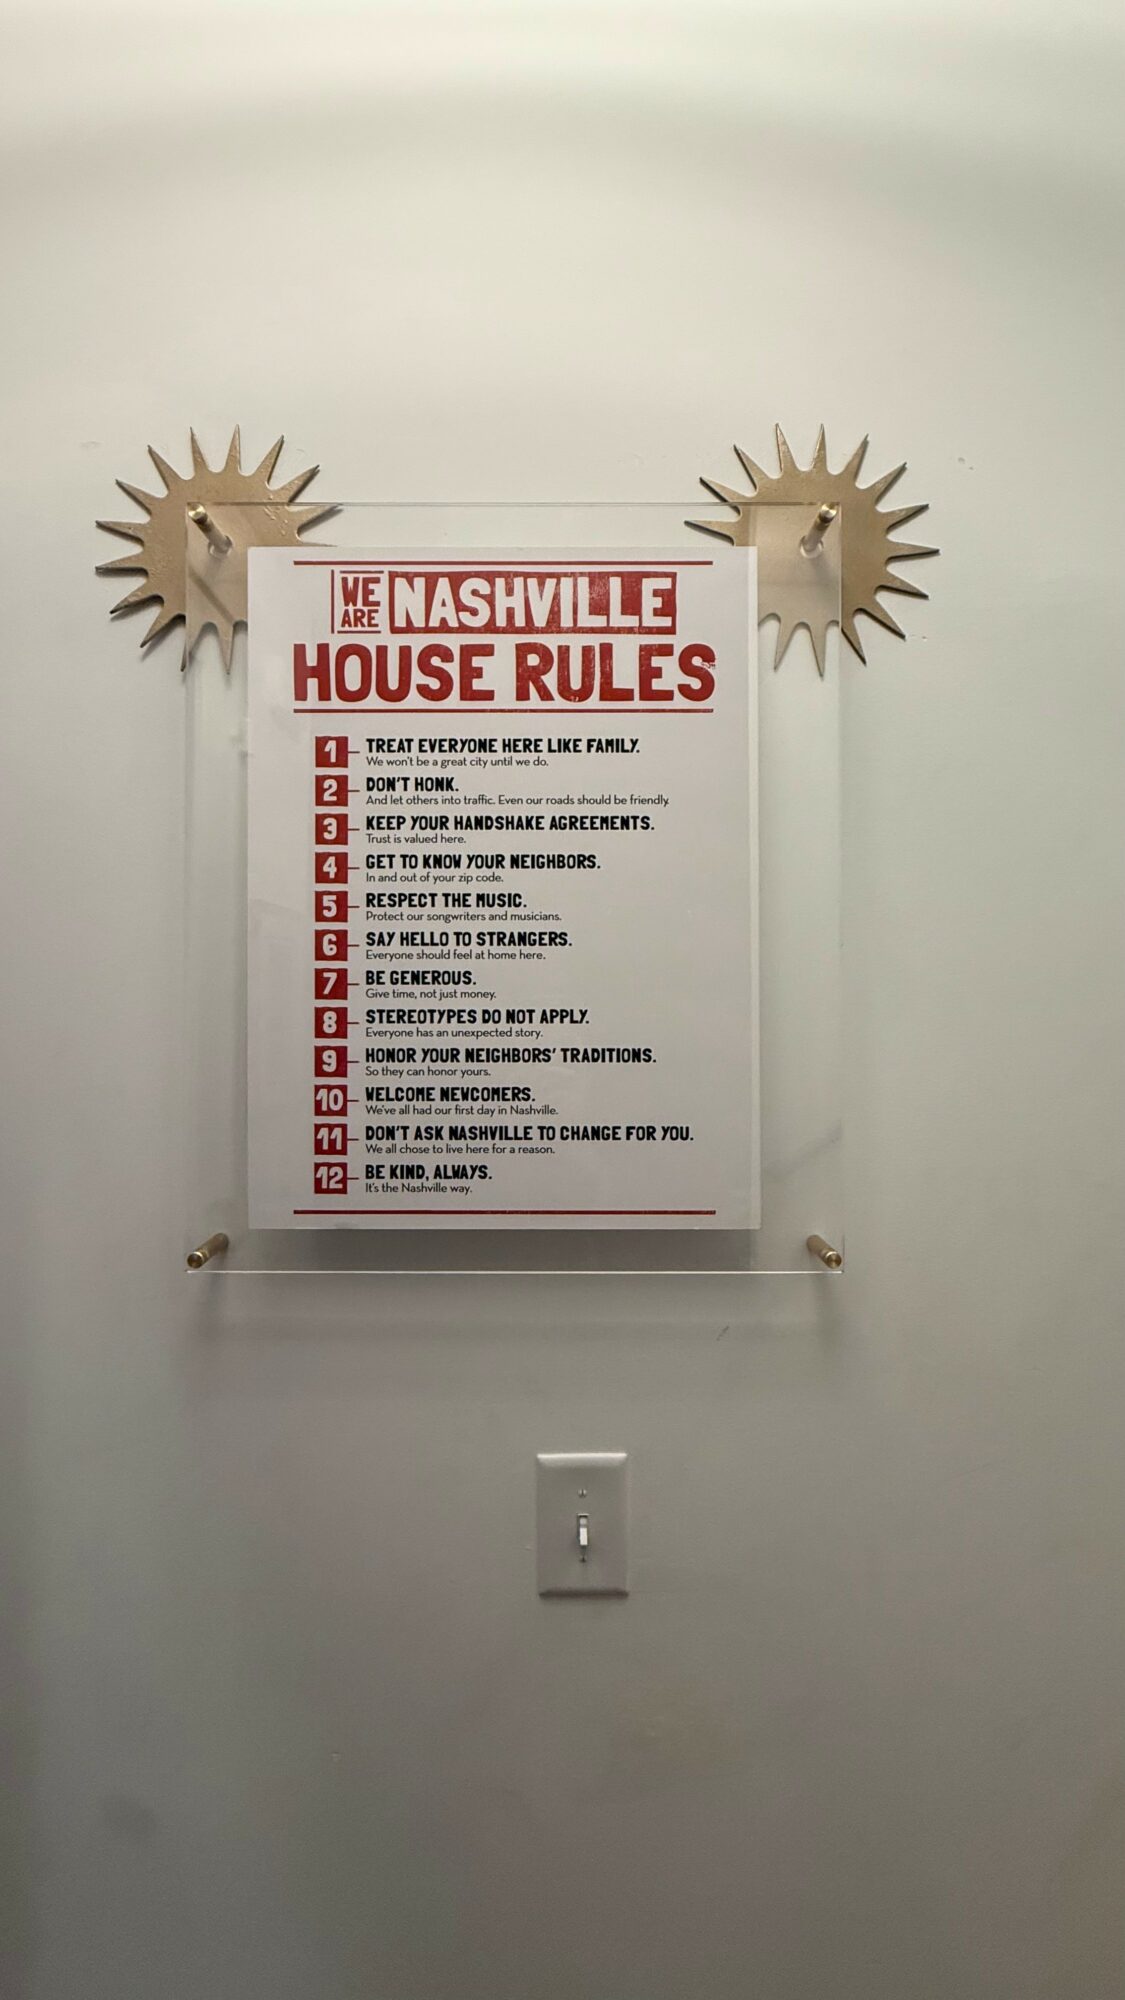 WE ARE NASHVILLE
HOUSE RULES
1 TREAT EVERYONE HERE LIKE FAMILY.
We won't be a great city until we do.
2 DON'T HONK.
And let others into traffic. Even our roads should be friendly.
3 KEEP YOUR HANDSHAKE AGREEMENTS.
Trust is valued here.
4 GET TO KNOW YOUR NEIGHBORS.
In and out of your zip code.
5 RESPECT THE MUSIC.
Protect our songwriters and musicians.
6 SAY HELLO TO STRANGERS.
Everyone should feel at home here.
7 BE GENEROUS.
Give time, not just money.
8 STEREOTYPES DO NOT APPLY.
Everyone has an unexpected story.
9 HONOR YOUR NEIGHBORS' TRADITIONS.
So they can honor yours.
10 WELCOME NEWCOMERS.
We've all had our first day in Nashville.
11 DON'T ASK NASHVILLE TO CHANGE FOR YOU.
We all chose to live here for a reason.
12 BE KIND, ALWAYS.
It's the Nashville way.